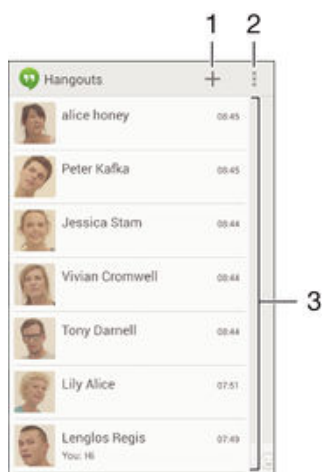 1 2
Hangouts
alice honey 08:45
Peter Kafka 08:45
Jessica Stam 08:44
Vivian Cromwell 08:44
3
Tony Darnell 08:44
Lily Alice 07:51
Lenglos Regis 07:49
You: Hi